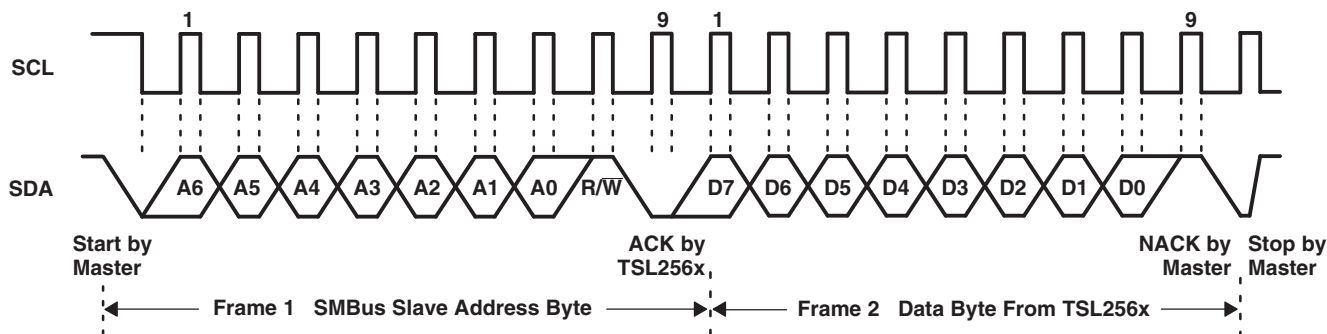 1 9 1 9
SCL
SDA A6 A5 A4 A3 A2 A1 A0 R/W̅ D7 D6 D5 D4 D3 D2 D1 D0
Start by
Master
ACK by
TSL256x
NACK by
Master
Stop by
Master
Frame 1 SMBus Slave Address Byte
Frame 2 Data Byte From TSL256x